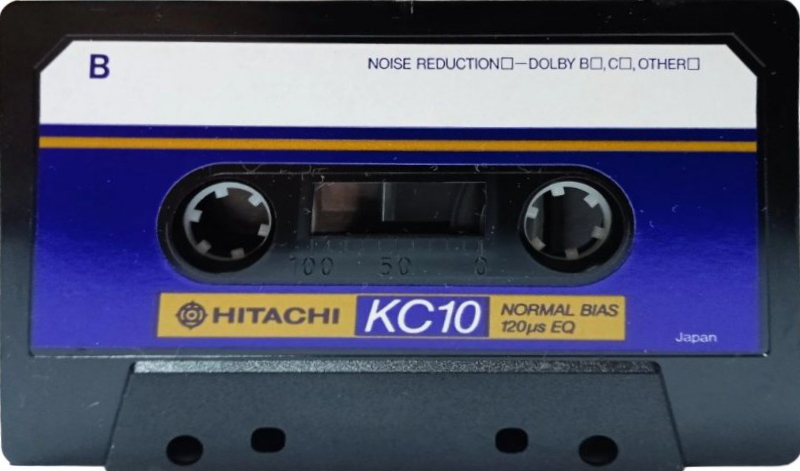 B
NOISE REDUCTION□—DOLBY B□, C□, OTHER□
100 50 0
HITACHI KC10 NORMAL BIAS
120µs EQ
Japan